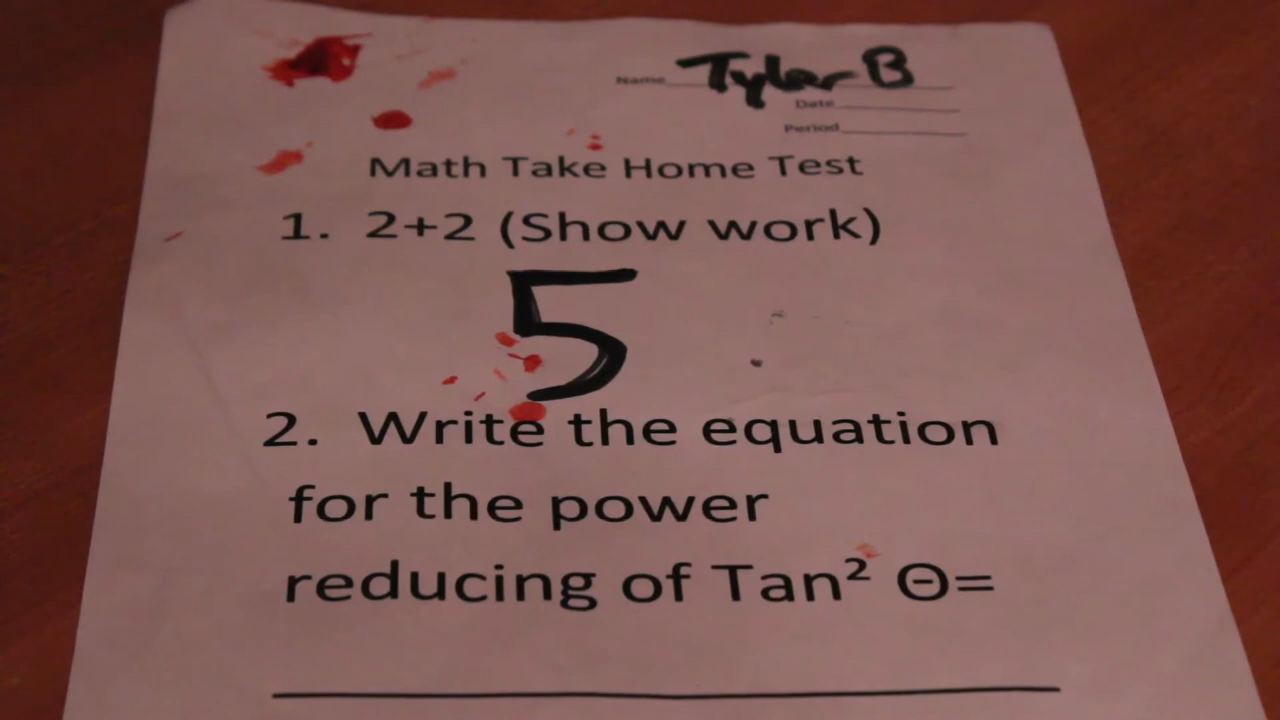 Name Tyler B
Date
Period
Math Take Home Test
1. 2+2 (Show work)
5
2. Write the equation
for the power
reducing of Tan² Θ=